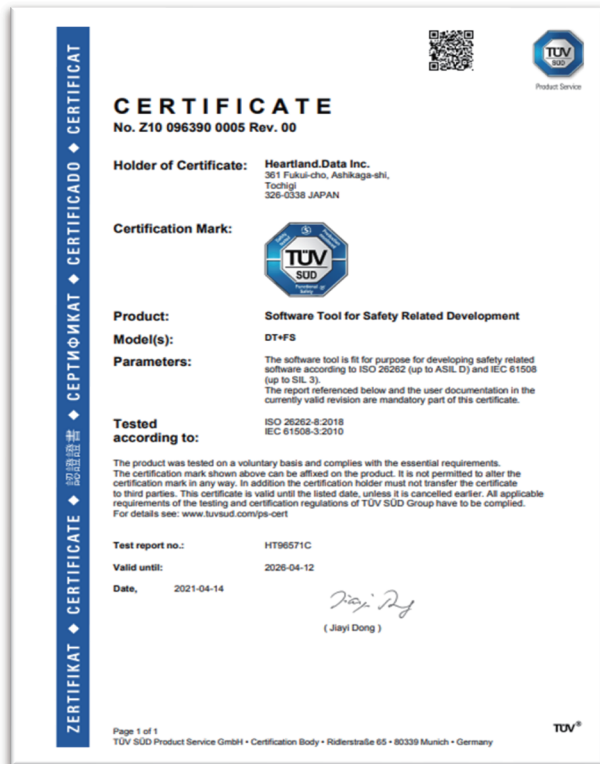 TÜV
SÜD
Product Service
CERTIFICATE
No. Z10 096390 0005 Rev. 00
Holder of Certificate: Heartland.Data Inc.
361 Fukui-cho, Ashikaga-shi,
Tochigi
326-0338 JAPAN
Certification Mark:
TÜV
SÜD
Functional
Safety
Product: Software Tool for Safety Related Development
Model(s): DT+FS
Parameters: The software tool is fit for purpose for developing safety related
software according to ISO 26262 (up to ASIL D) and IEC 61508
(up to SIL 3).
The report referenced below and the user documentation in the
currently valid revision are mandatory part of this certificate.
Tested
according to:
ISO 26262-8:2018
IEC 61508-3:2010
The product was tested on a voluntary basis and complies with the essential requirements.
The certification mark shown above can be affixed on the product. It is not permitted to alter the
certification mark in any way. In addition the certification holder must not transfer the certificate
to third parties. This certificate is valid until the listed date, unless it is cancelled earlier. All applicable
requirements of the testing and certification regulations of TÜV SÜD Group have to be complied.
For details see: www.tuvsud.com/ps-cert
Test report no.: HT96571C
Valid until: 2026-04-12
Date, 2021-04-14
( Jiayi Dong )
Page 1 of 1
TÜV SÜD Product Service GmbH • Certification Body • Ridlerstraße 65 • 80339 Munich • Germany
TÜV®
ZERTIFIKAT ◆ CERTIFICATE ◆ 認證證書 ◆ СЕРТИФИКАТ ◆ CERTIFICADO ◆ CERTIFICAT